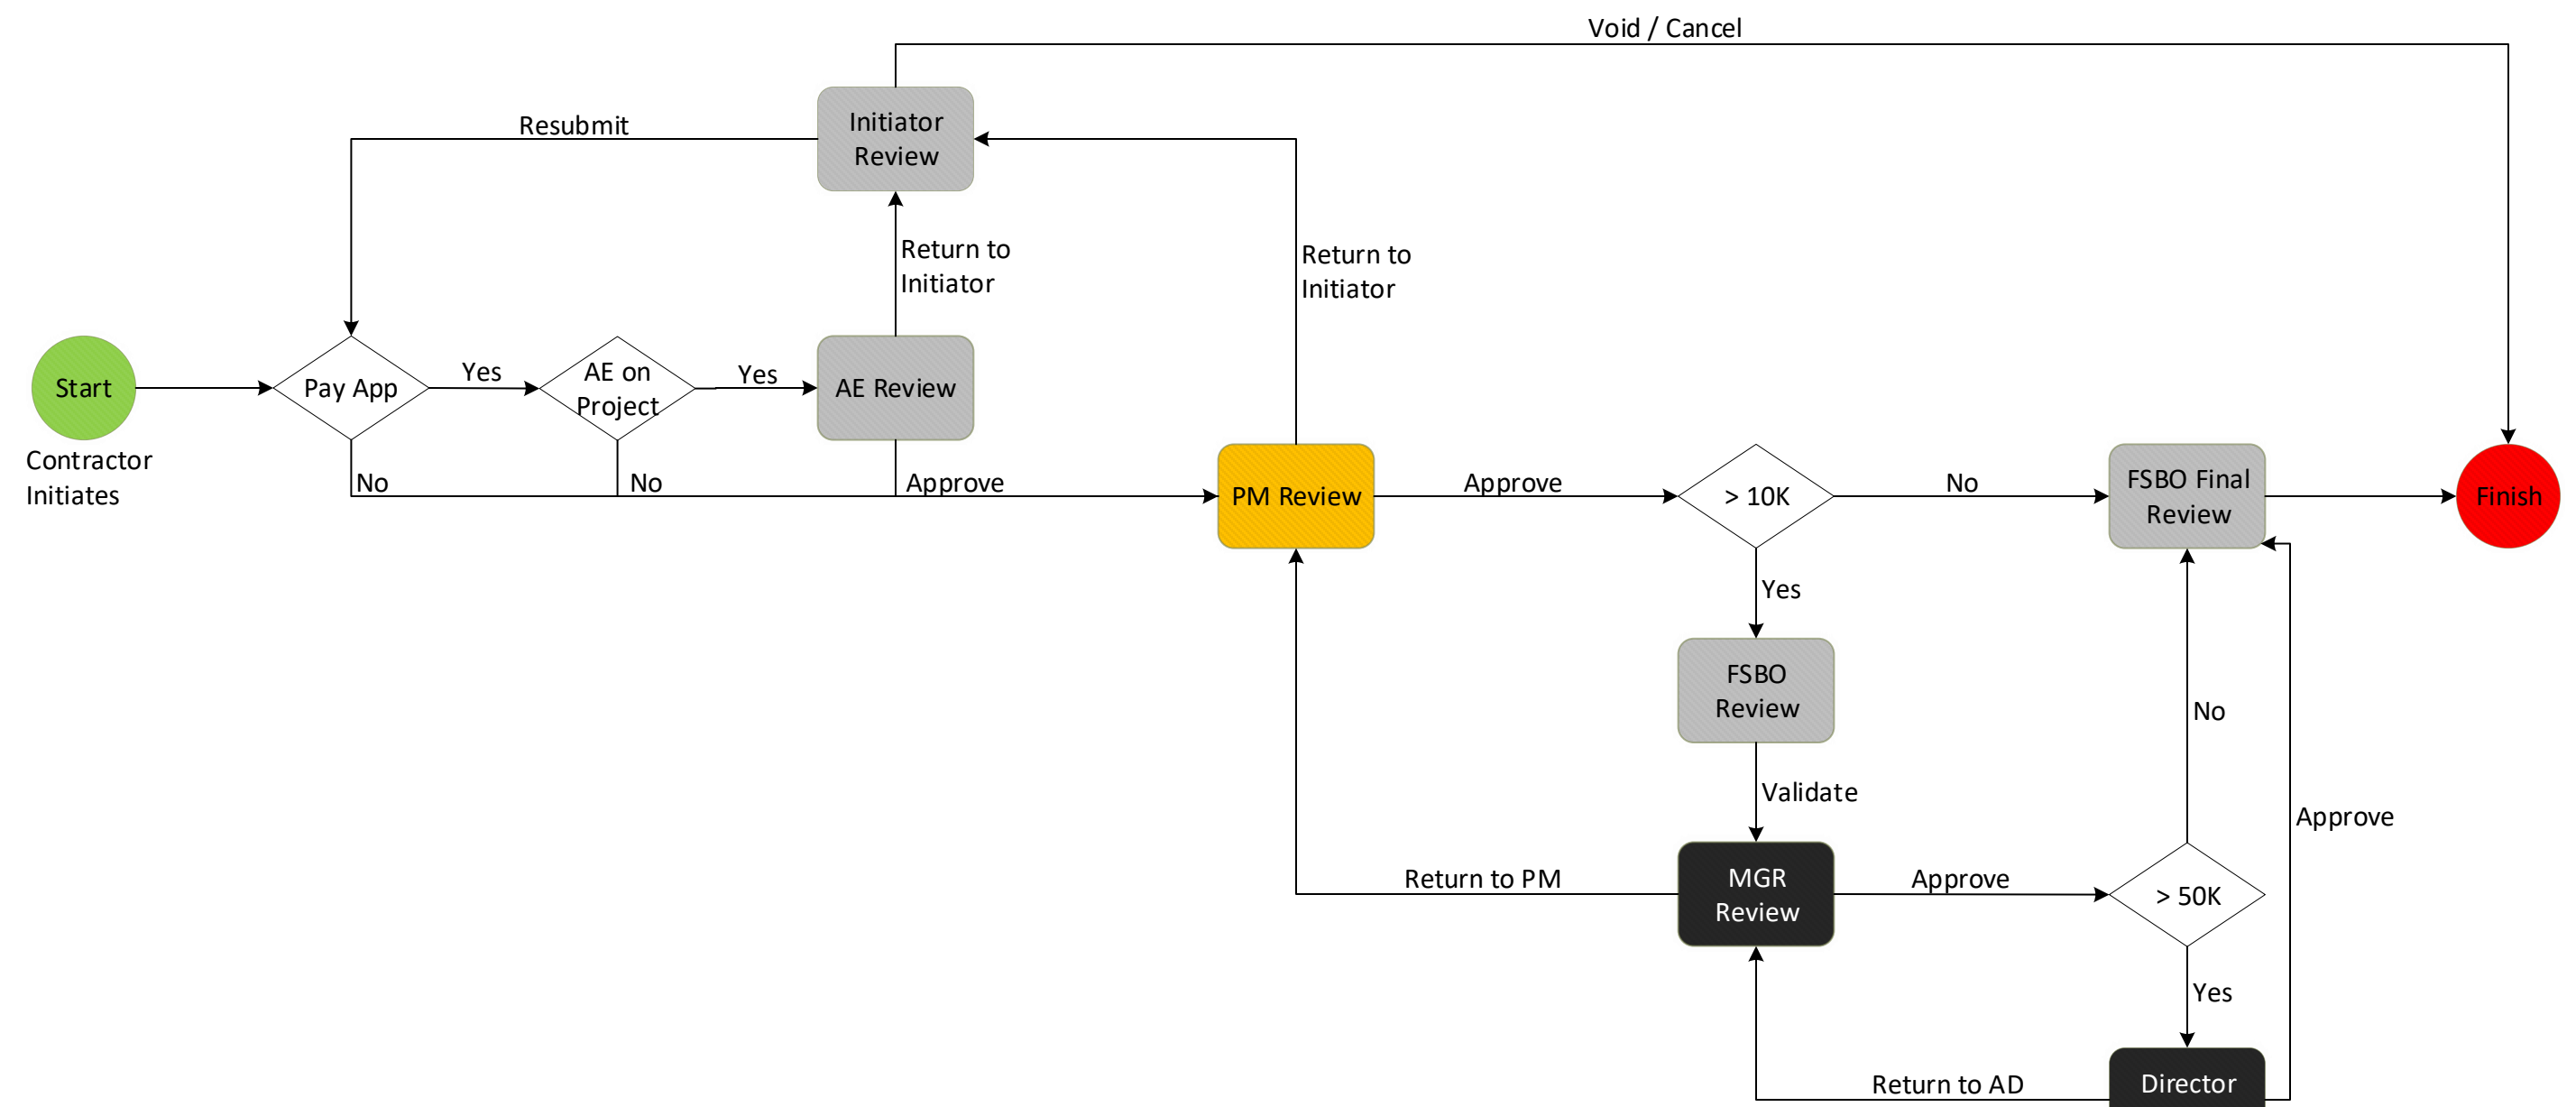 Void / Cancel
Initiator
Review
Resubmit
Return to
Initiator
Return to
Initiator
Start
Contractor
Initiates
Pay App
Yes
No
AE on
Project
Yes
No
AE Review
Approve
PM Review
Approve
> 10K
No
FSBO Final
Review
Finish
Yes
FSBO
Review
Validate
No
Approve
Return to PM
MGR
Review
Approve
> 50K
Yes
Return to AD
Director